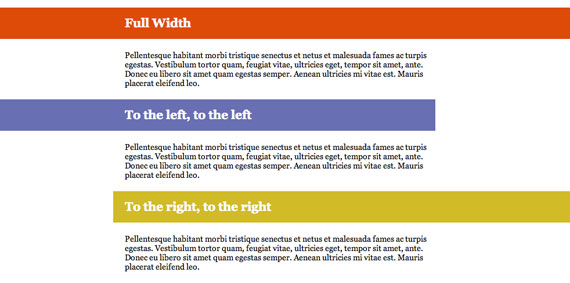 Full Width
Pellentesque habitant morbi tristique senectus et netus et malesuada fames ac turpis
egestas. Vestibulum tortor quam, feugiat vitae, ultricies eget, tempor sit amet, ante.
Donec eu libero sit amet quam egestas semper. Aenean ultricies mi vitae est. Mauris
placerat eleifend leo.
To the left, to the left
Pellentesque habitant morbi tristique senectus et netus et malesuada fames ac turpis
egestas. Vestibulum tortor quam, feugiat vitae, ultricies eget, tempor sit amet, ante.
Donec eu libero sit amet quam egestas semper. Aenean ultricies mi vitae est. Mauris
placerat eleifend leo.
To the right, to the right
Pellentesque habitant morbi tristique senectus et netus et malesuada fames ac turpis
egestas. Vestibulum tortor quam, feugiat vitae, ultricies eget, tempor sit amet, ante.
Donec eu libero sit amet quam egestas semper. Aenean ultricies mi vitae est. Mauris
placerat eleifend leo.